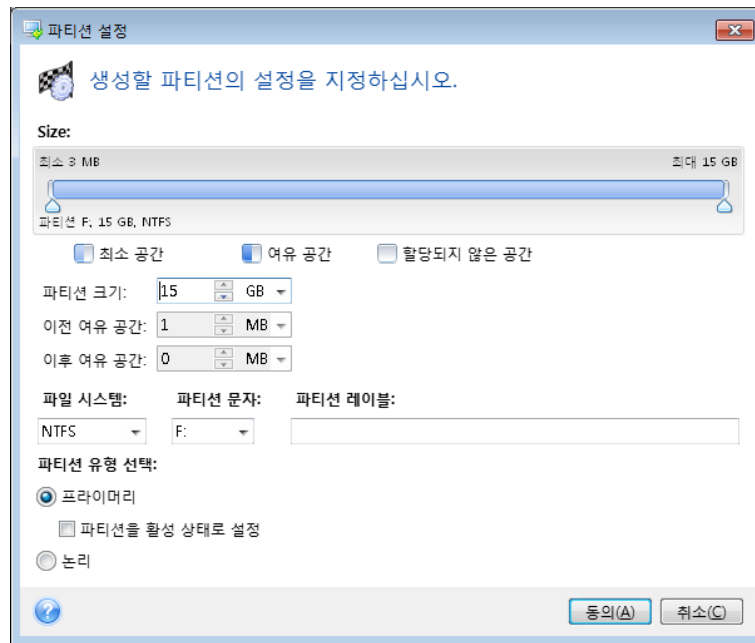 파티션 설정
생성할 파티션의 설정을 지정하십시오.
Size:
최소 3 MB 최대 15 GB
파티션 F; 15 GB, NTFS
최소 공간 여유 공간 할당되지 않은 공간
파티션 크기: 15 GB
이전 여유 공간: 1 MB
이후 여유 공간: 0 MB
파일 시스템: 파티션 문자: 파티션 레이블:
NTFS F:
파티션 유형 선택:
프라이머리
파티션을 활성 상태로 설정
논리
동의(A) 취소(C)